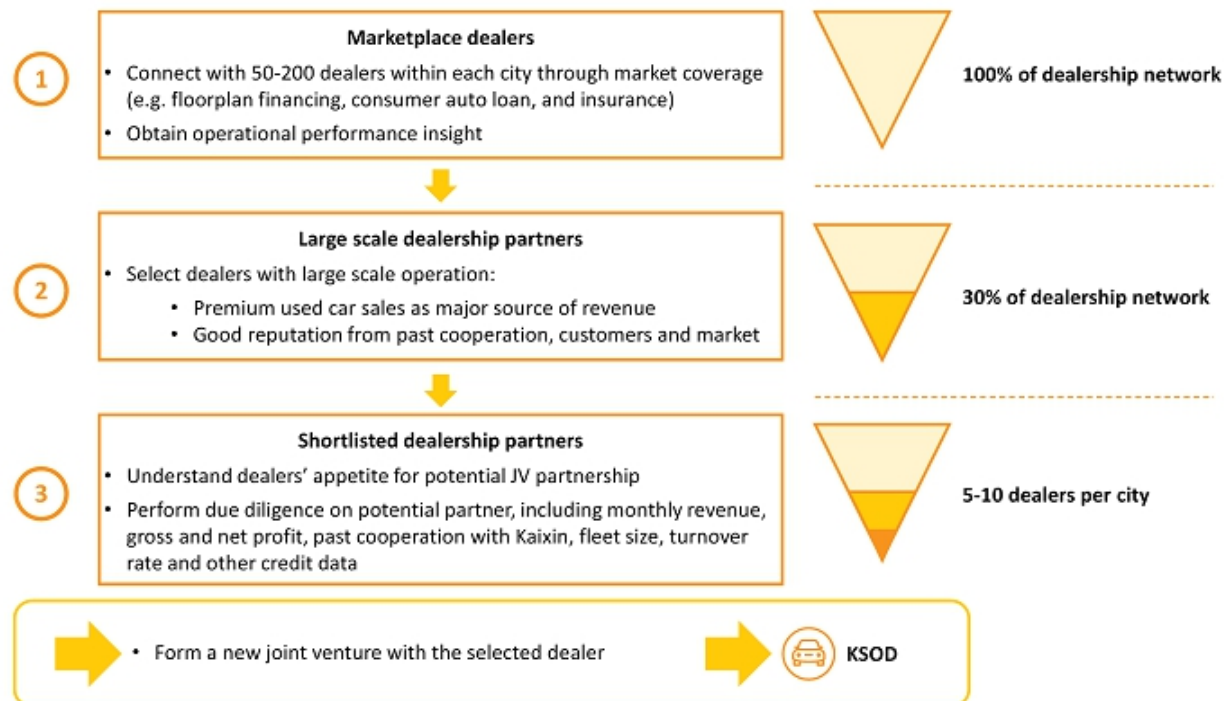 1
Marketplace dealers
• Connect with 50-200 dealers within each city through market coverage
(e.g. floorplan financing, consumer auto loan, and insurance)
• Obtain operational performance insight
100% of dealership network
2
Large scale dealership partners
• Select dealers with large scale operation:
• Premium used car sales as major source of revenue
• Good reputation from past cooperation, customers and market
30% of dealership network
3
Shortlisted dealership partners
• Understand dealers’ appetite for potential JV partnership
• Perform due diligence on potential partner, including monthly revenue,
gross and net profit, past cooperation with Kaixin, fleet size, turnover
rate and other credit data
5-10 dealers per city
• Form a new joint venture with the selected dealer
KSOD